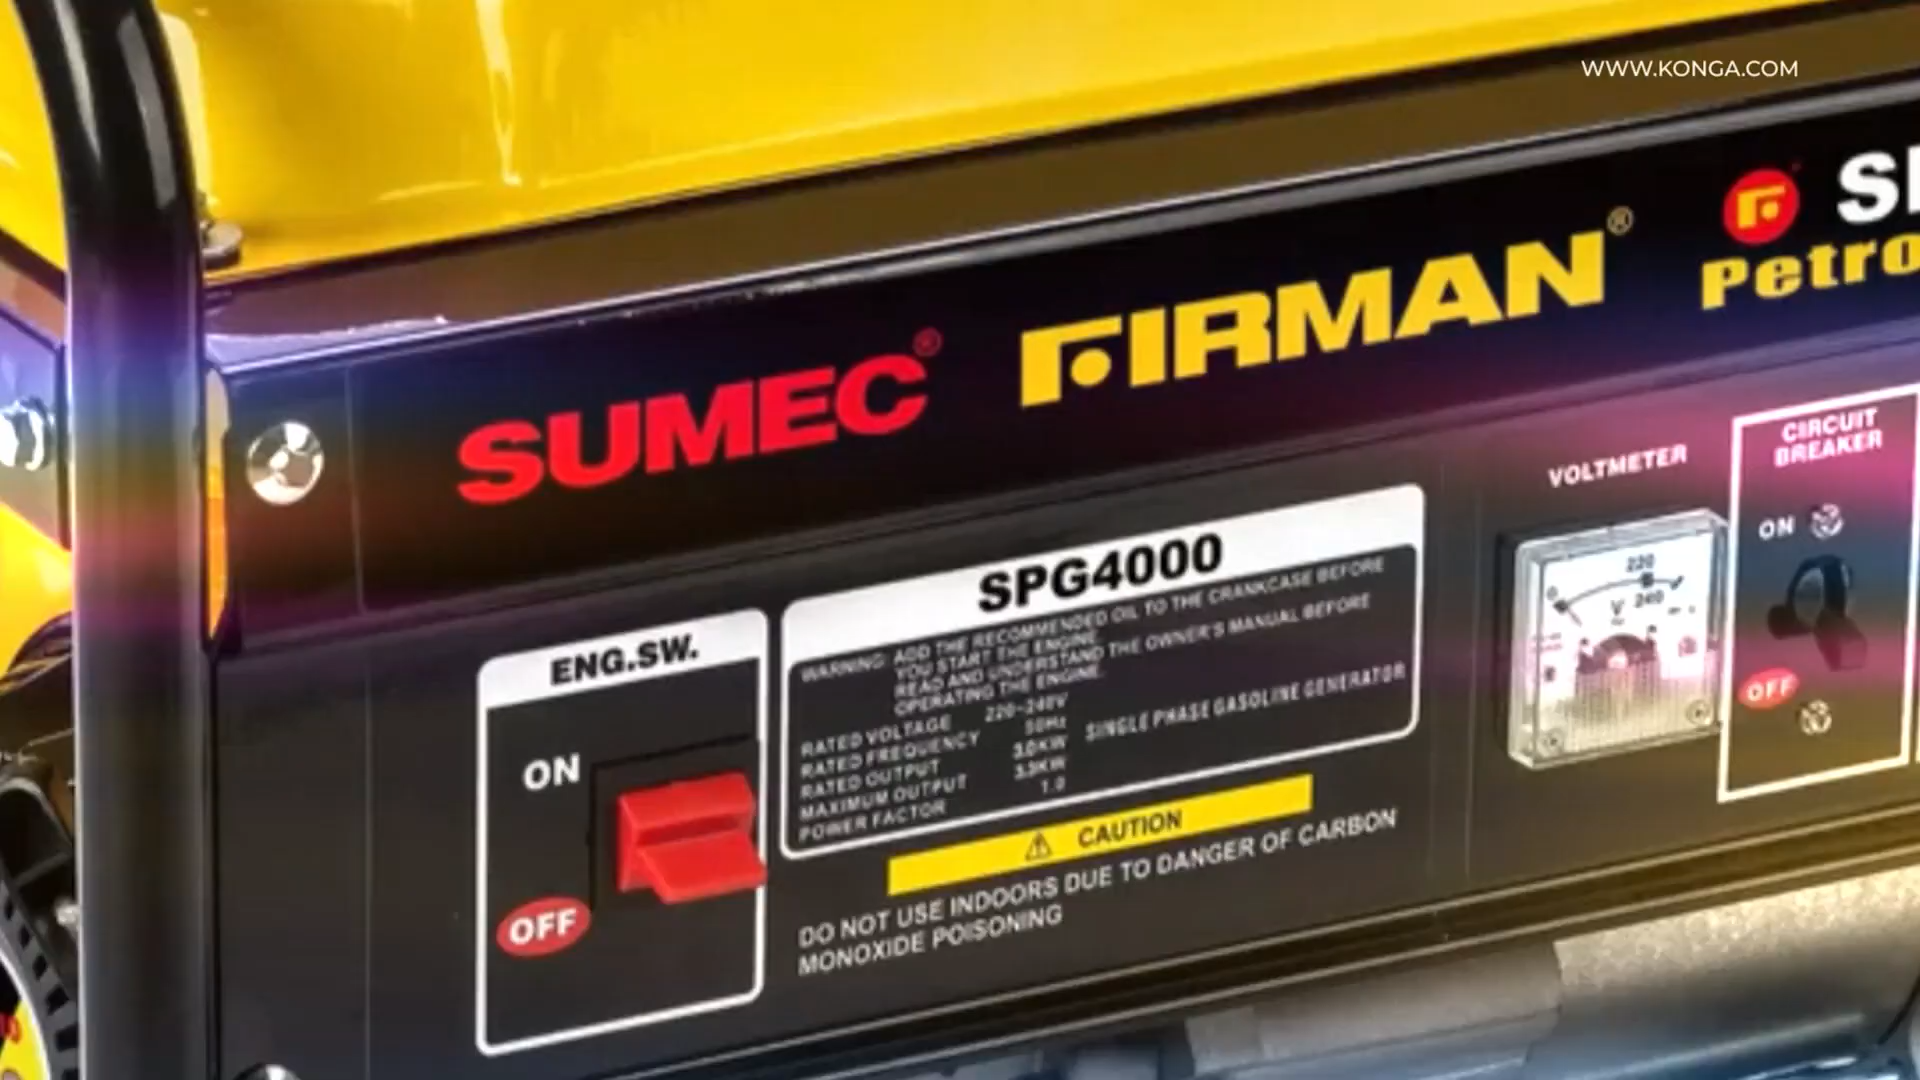 WWW.KONGA.COM
SUMEC® FIRMAN®
Petro
VOLTMETER
CIRCUIT
BREAKER
ON
OFF
220
240
V
0
SPG4000
WARNING: ADD THE RECOMMENDED OIL TO THE CRANKCASE BEFORE
YOU START THE ENGINE.
READ AND UNDERSTAND THE OWNER'S MANUAL BEFORE
OPERATING THE ENGINE.
RATED VOLTAGE 220-240V
RATED FREQUENCY 50Hz SINGLE PHASE GASOLINE GENERATOR
RATED OUTPUT 3.0KW
MAXIMUM OUTPUT 3.3KW
POWER FACTOR 1.0
ENG.SW.
ON
OFF
CAUTION
DO NOT USE INDOORS DUE TO DANGER OF CARBON
MONOXIDE POISONING